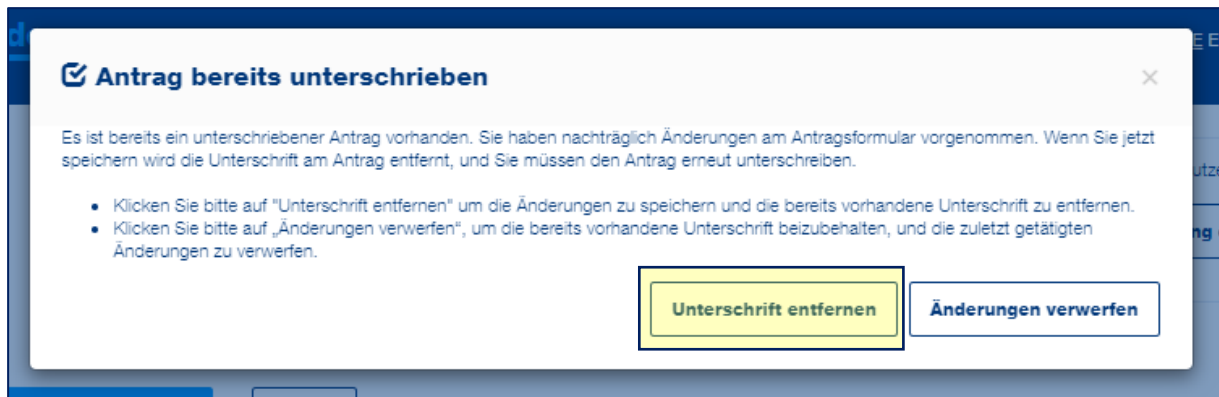 Antrag bereits unterschrieben
Es ist bereits ein unterschriebener Antrag vorhanden. Sie haben nachträglich Änderungen am Antragsformular vorgenommen. Wenn Sie jetzt
speichern wird die Unterschrift am Antrag entfernt, und Sie müssen den Antrag erneut unterschreiben.
• Klicken Sie bitte auf "Unterschrift entfernen" um die Änderungen zu speichern und die bereits vorhandene Unterschrift zu entfernen.
• Klicken Sie bitte auf „Änderungen verwerfen", um die bereits vorhandene Unterschrift beizubehalten, und die zuletzt getätigten
Änderungen zu verwerfen.
Unterschrift entfernen Änderungen verwerfen